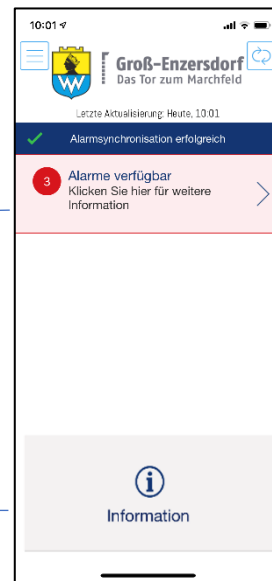 10:01
Groß-Enzersdorf
Das Tor zum Marchfeld
Letzte Aktualisierung: Heute, 10:01
Alarmsynchronisation erfolgreich
3
Alarme verfügbar
Klicken Sie hier für weitere
Information
Information